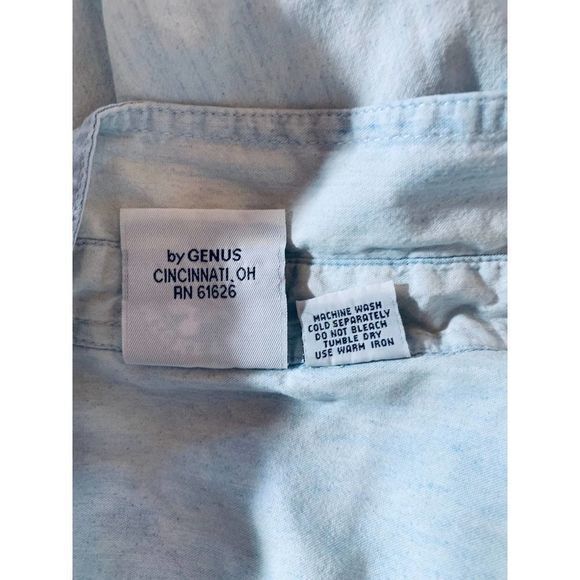 by GENUS
CINCINNATI, OH
RN 61626
MACHINE WASH
COLD SEPARATELY
DO NOT BLEACH
TUMBLE DRY
USE WARM IRON